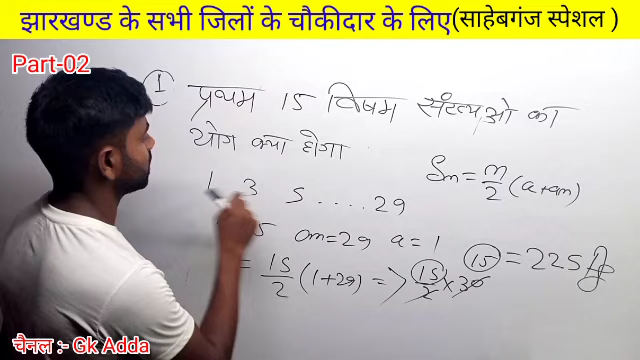 झारखण्ड के सभी जिलों के चौकीदार के लिए(साहेबगंज स्पेशल )
Part-02
1 प्रथम 15 विषम संख्याओ का
योग क्या होगा
Sn=n/2(a+an)
1 3 5 ....29
5 an=29 a=1
=15/2(1+29)=>15/2×30 15=225
चैनल :- Gk Adda